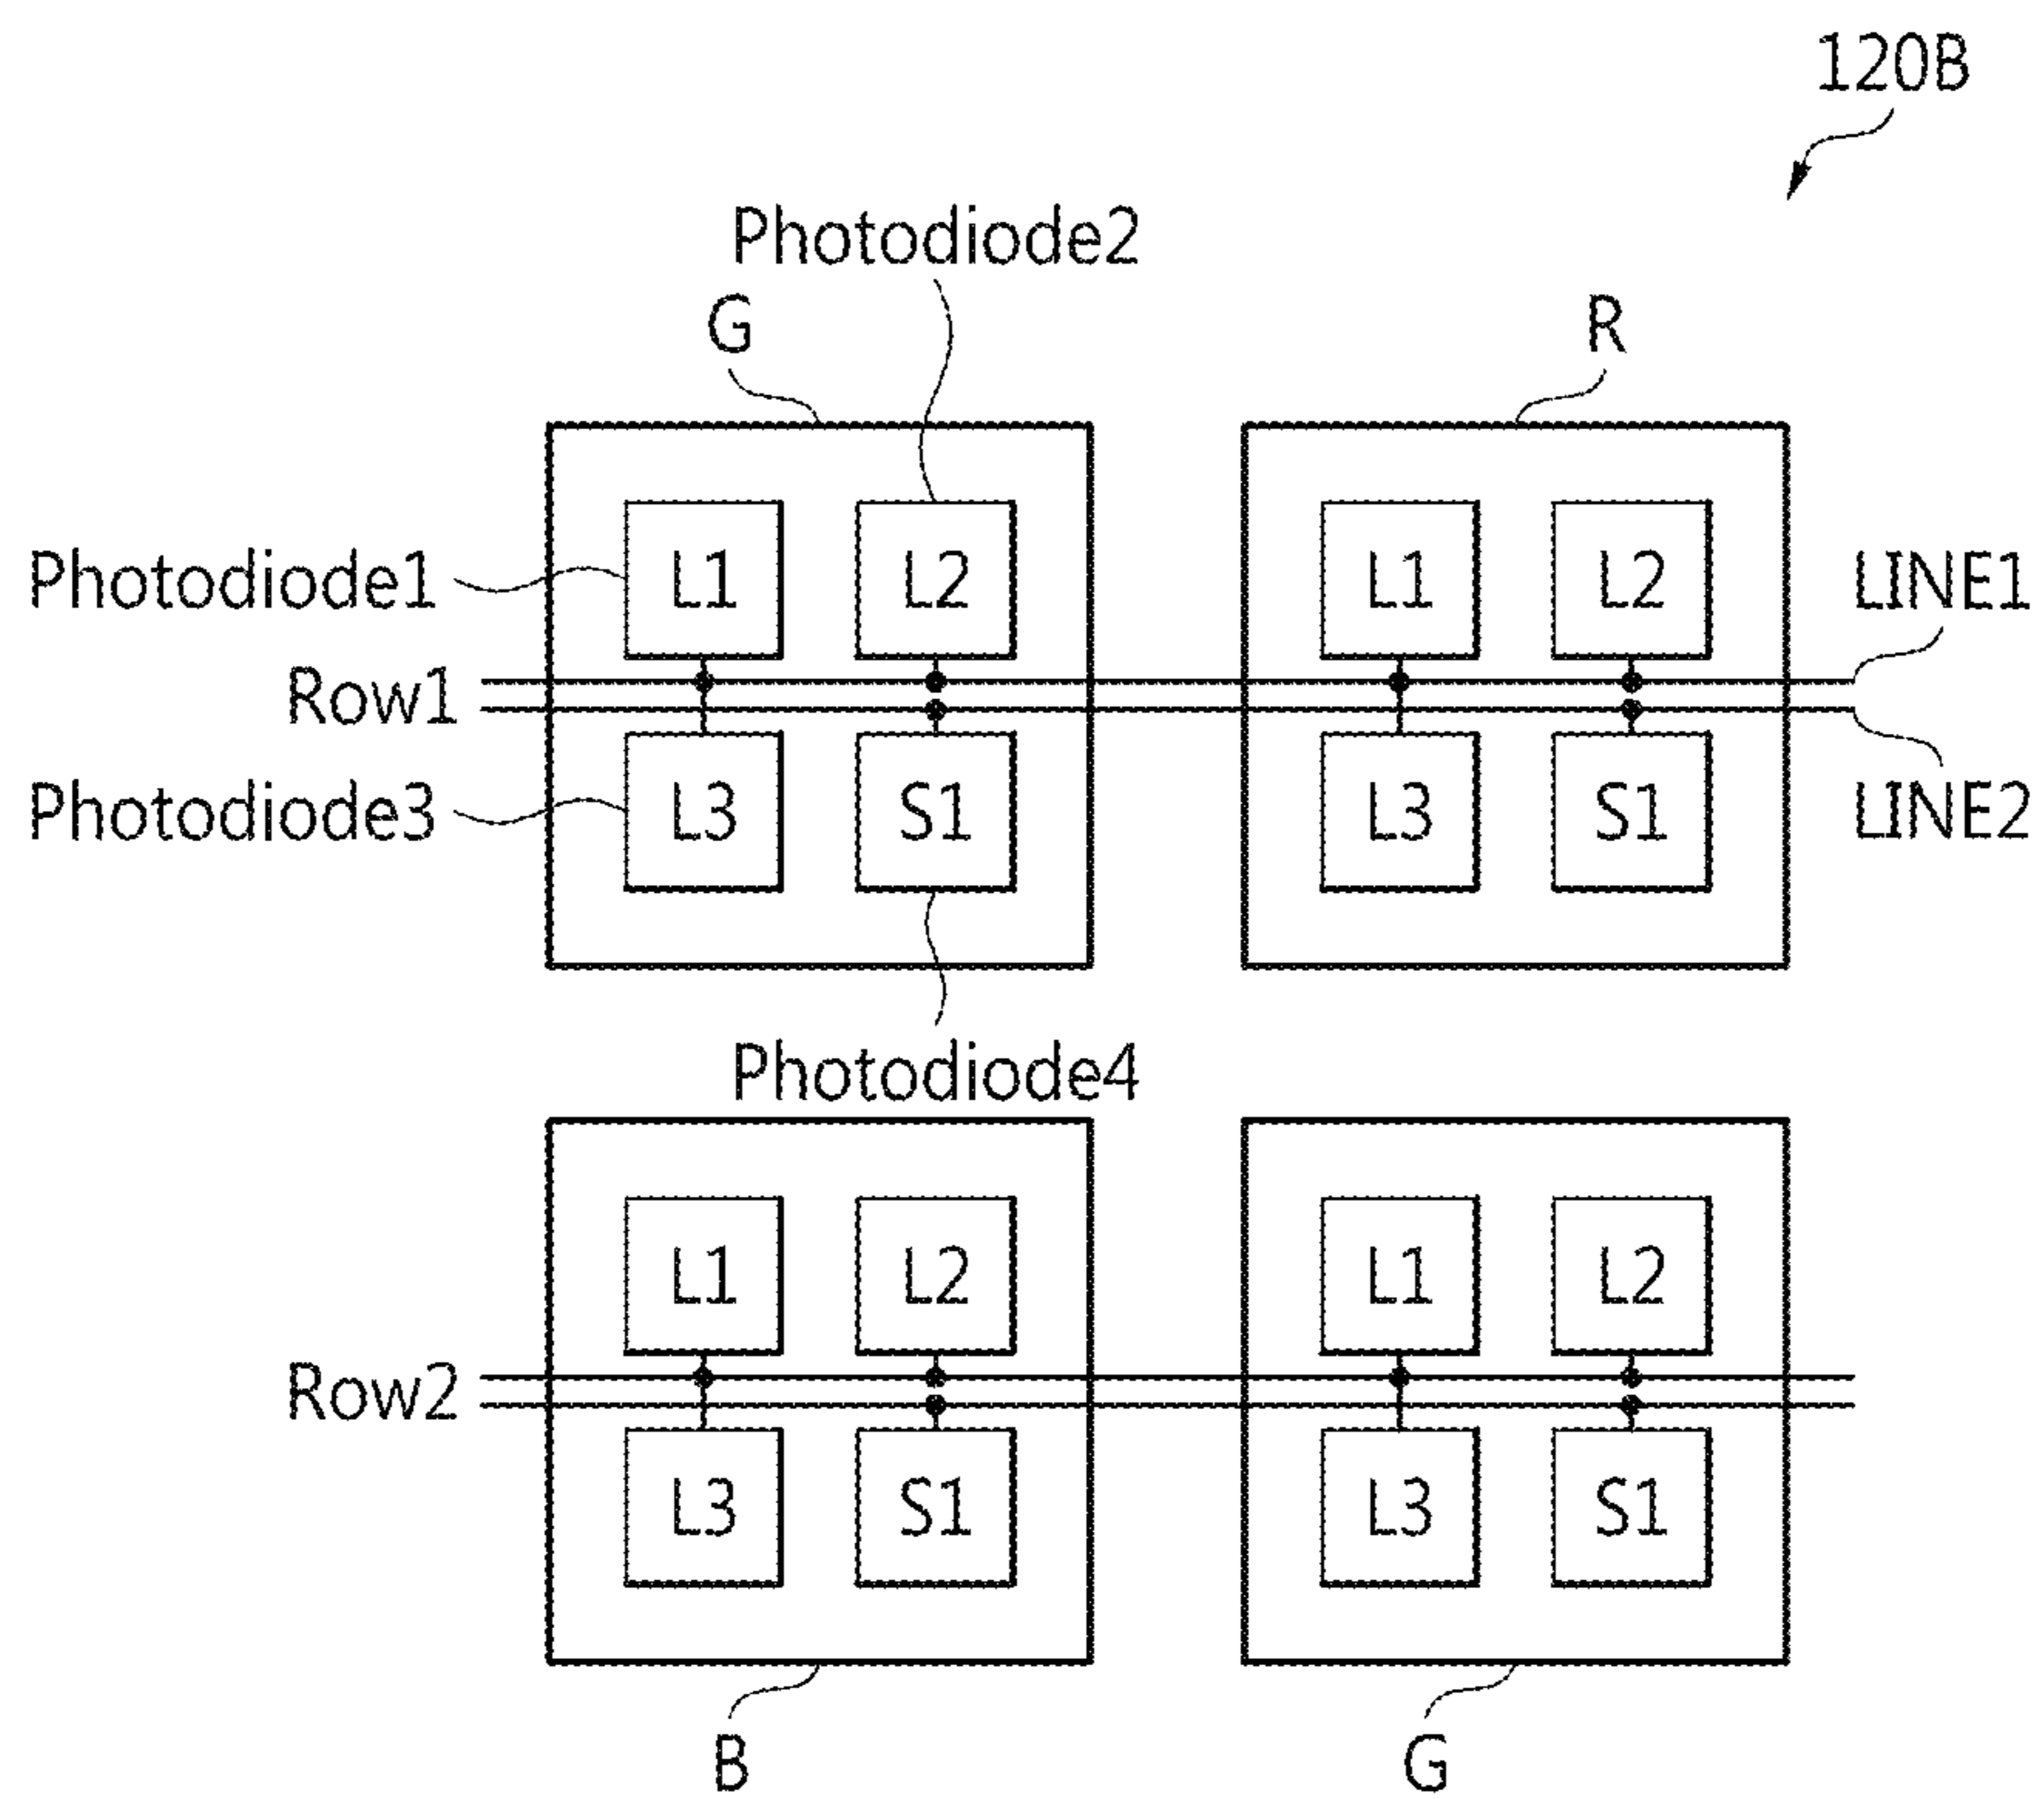 120B
Photodiode2
G R
Photodiode1 L1 L2 L1 L2 LINE1
Row1
Photodiode3 L3 S1 L3 S1 LINE2
Photodiode4
L1 L2 L1 L2
Row2
L3 S1 L3 S1
B G